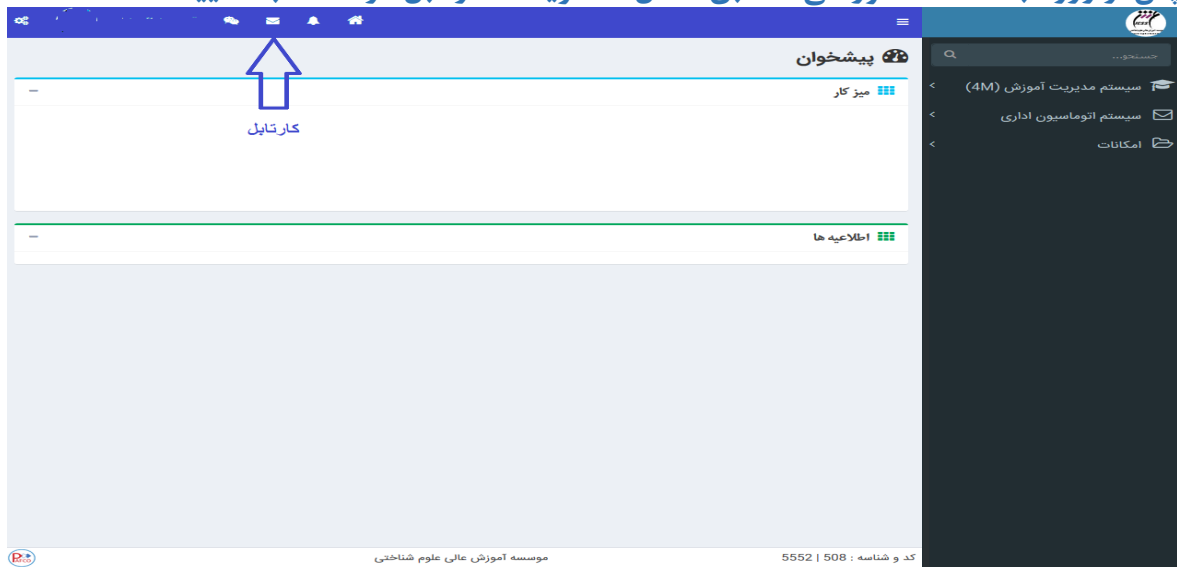 پیشخوان
جستجو...
میز کار
سیستم مدیریت آموزش (4M)
سیستم اتوماسیون اداری
امکانات
کارتابل
اطلاعیه ها
کد و شناسه : 508 | 5552
موسسه آموزش عالی علوم شناختی